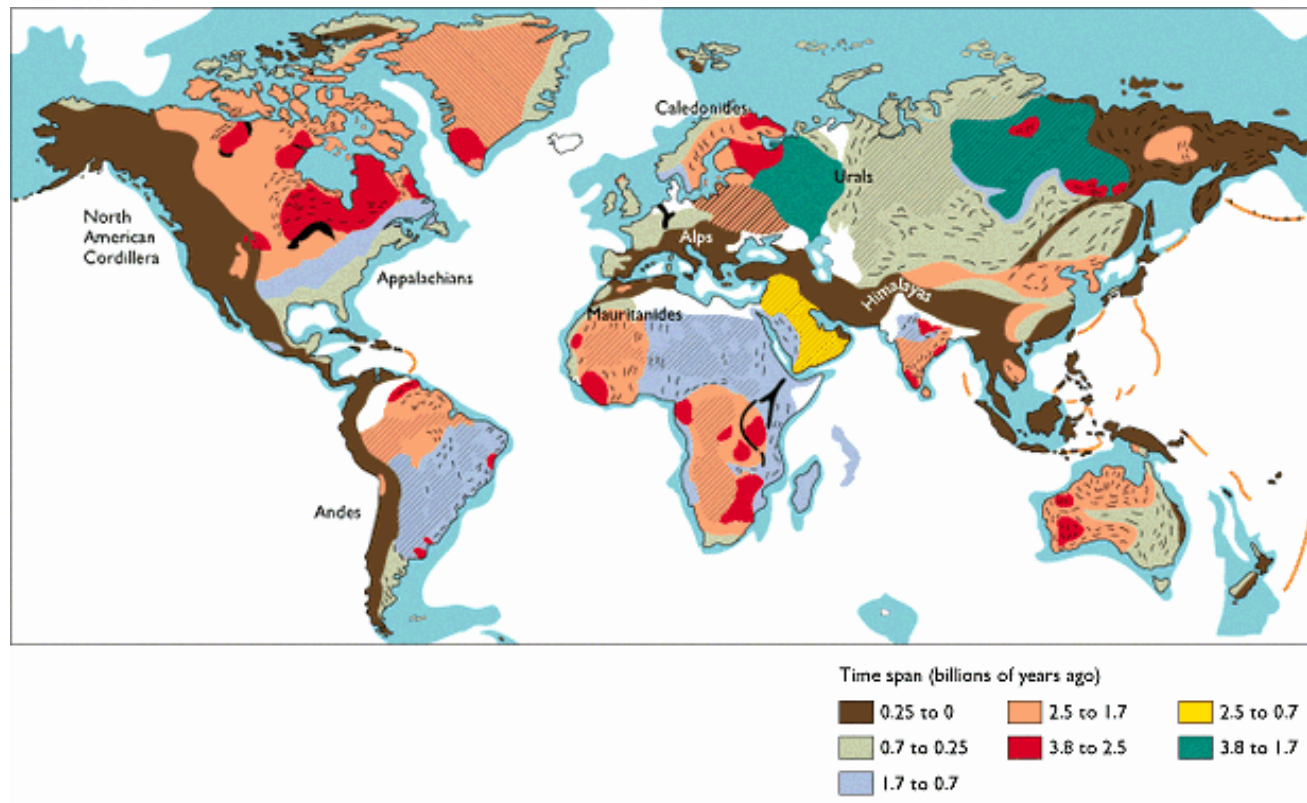 Caledonides
Urals
North
American
Cordillera
Alps
Appalachians
Himalayas
Mauritanides
Andes
Time span (billions of years ago)
0.25 to 0
2.5 to 1.7
2.5 to 0.7
0.7 to 0.25
3.8 to 2.5
3.8 to 1.7
1.7 to 0.7